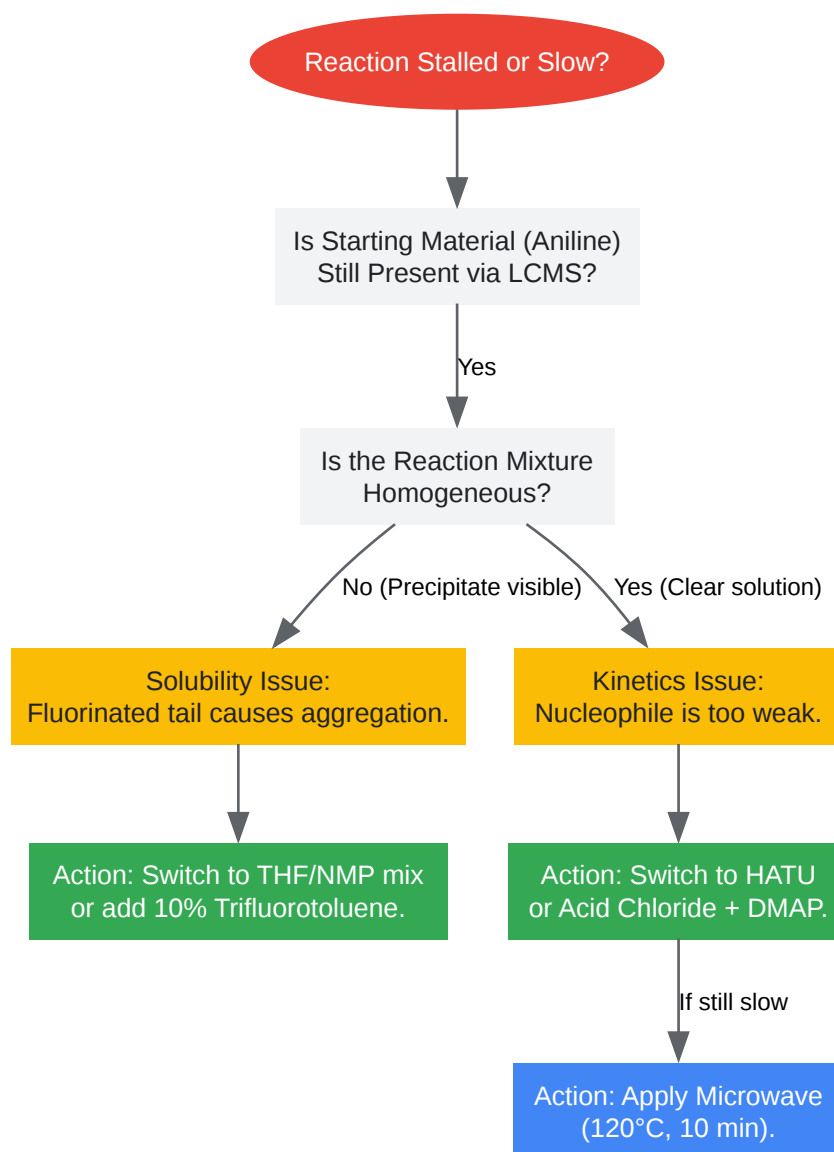 Reaction Stalled or Slow?
Is Starting Material (Aniline)
Still Present via LCMS?
Yes
Is the Reaction Mixture
Homogeneous?
No (Precipitate visible)
Yes (Clear solution)
Solubility Issue:
Fluorinated tail causes aggregation.
Kinetics Issue:
Nucleophile is too weak.
Action: Switch to THF/NMP mix
or add 10% Trifluorotoluene.
Action: Switch to HATU
or Acid Chloride + DMAP.
If still slow
Action: Apply Microwave
(120°C, 10 min).